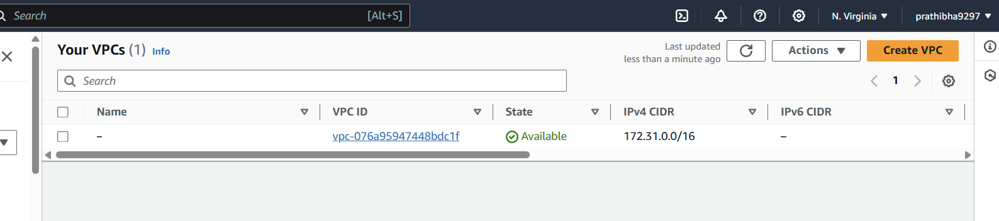 Search [Alt+S] N. Virginia prathibha9297
Your VPCs (1) Info
Last updated
less than a minute ago
Actions
Create VPC
Search
1
Name VPC ID State IPv4 CIDR IPv6 CIDR
– vpc-076a95947448bdc1f Available 172.31.0.0/16 –